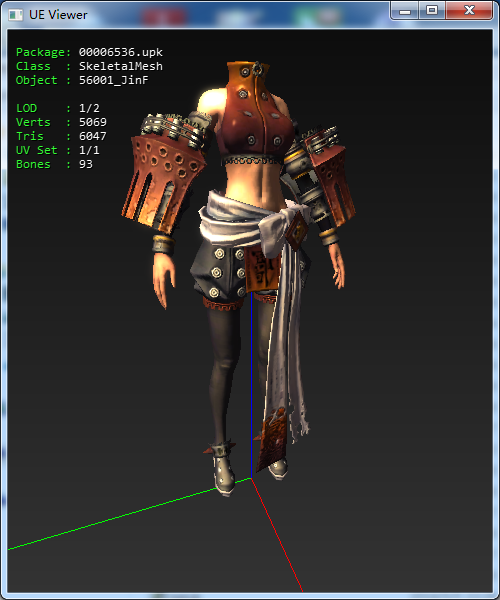 UE Viewer
Package: 00006536.upk
Class : SkeletalMesh
Object : 56001_JinF
LOD : 1/2
Verts : 5069
Tris : 6047
UV Set : 1/1
Bones : 93